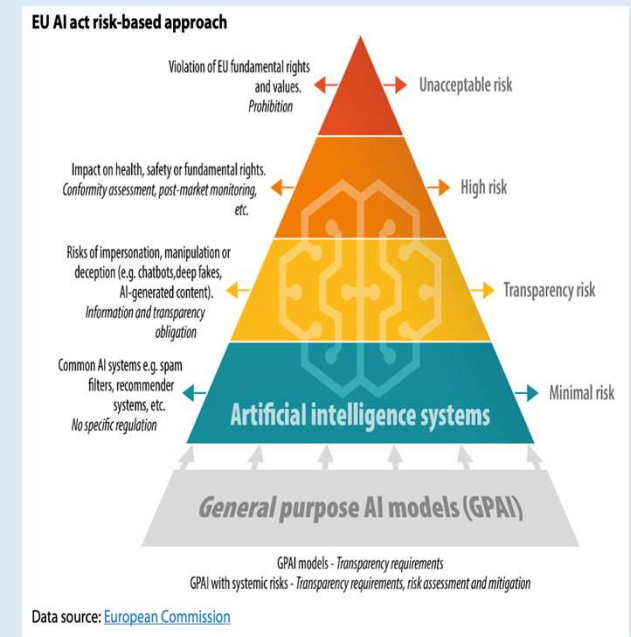 EU AI act risk-based approach
Violation of EU fundamental rights
and values.
Prohibition
Unacceptable risk
Impact on health, safety or fundamental rights.
Conformity assessment, post-market monitoring,
etc.
High risk
Risks of impersonation, manipulation or
deception (e.g. chatbots,deep fakes,
AI-generated content).
Information and transparency
obligation
Transparency risk
Common AI systems e.g. spam
filters, recommender
systems, etc.
No specific regulation
Minimal risk
Artificial intelligence systems
General purpose AI models (GPAI)
GPAI models - Transparency requirements
GPAI with systemic risks - Transparency requirements, risk assessment and mitigation
Data source: European Commission